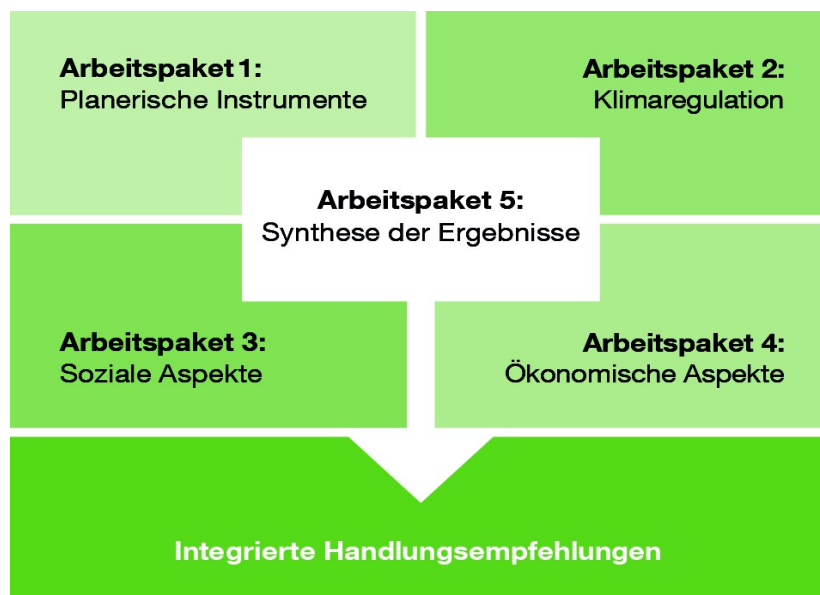 Arbeitspaket 1:
Planerische Instrumente
Arbeitspaket 2:
Klimaregulation
Arbeitspaket 5:
Synthese der Ergebnisse
Arbeitspaket 3:
Soziale Aspekte
Arbeitspaket 4:
Ökonomische Aspekte
Integrierte Handlungsempfehlungen